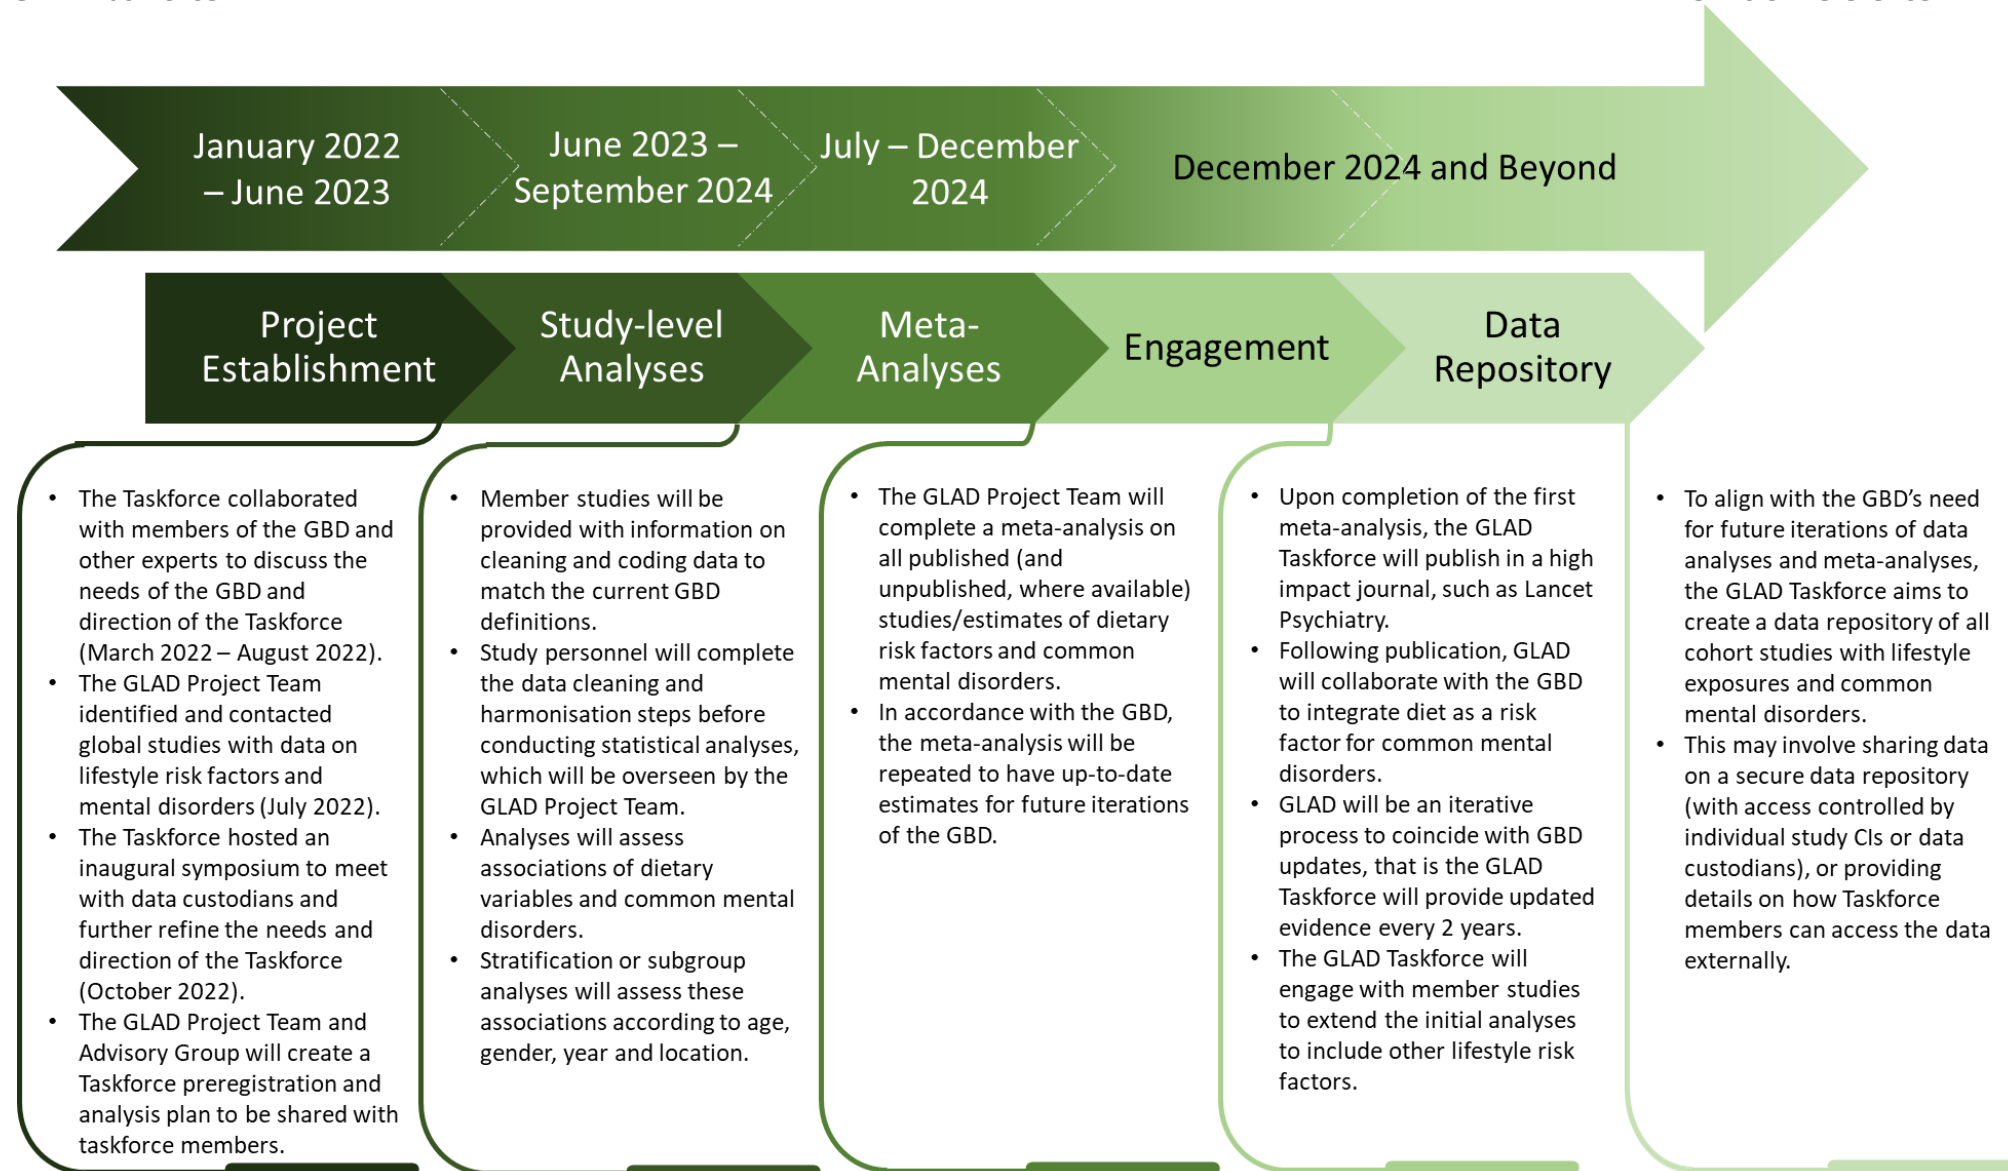 January 2022
– June 2023
June 2023 –
September 2024
July – December
2024
December 2024 and Beyond
Project
Establishment
Study-level
Analyses
Meta-
Analyses
Engagement
Data
Repository
• The Taskforce collaborated
with members of the GBD and
other experts to discuss the
needs of the GBD and
direction of the Taskforce
(March 2022 – August 2022).
• The GLAD Project Team
identified and contacted
global studies with data on
lifestyle risk factors and
mental disorders (July 2022).
• The Taskforce hosted an
inaugural symposium to meet
with data custodians and
further refine the needs and
direction of the Taskforce
(October 2022).
• The GLAD Project Team and
Advisory Group will create a
Taskforce preregistration and
analysis plan to be shared with
taskforce members.
• Member studies will be
provided with information on
cleaning and coding data to
match the current GBD
definitions.
• Study personnel will complete
the data cleaning and
harmonisation steps before
conducting statistical analyses,
which will be overseen by the
GLAD Project Team.
• Analyses will assess
associations of dietary
variables and common mental
disorders.
• Stratification or subgroup
analyses will assess these
associations according to age,
gender, year and location.
• The GLAD Project Team will
complete a meta-analysis on
all published (and
unpublished, where available)
studies/estimates of dietary
risk factors and common
mental disorders.
• In accordance with the GBD,
the meta-analysis will be
repeated to have up-to-date
estimates for future iterations
of the GBD.
• Upon completion of the first
meta-analysis, the GLAD
Taskforce will publish in a high
impact journal, such as Lancet
Psychiatry.
• Following publication, GLAD
will collaborate with the GBD
to integrate diet as a risk
factor for common mental
disorders.
• GLAD will be an iterative
process to coincide with GBD
updates, that is the GLAD
Taskforce will provide updated
evidence every 2 years.
• The GLAD Taskforce will
engage with member studies
to extend the initial analyses
to include other lifestyle risk
factors.
• To align with the GBD’s need
for future iterations of data
analyses and meta-analyses,
the GLAD Taskforce aims to
create a data repository of all
cohort studies with lifestyle
exposures and common
mental disorders.
• This may involve sharing data
on a secure data repository
(with access controlled by
individual study CIs or data
custodians), or providing
details on how Taskforce
members can access the data
externally.